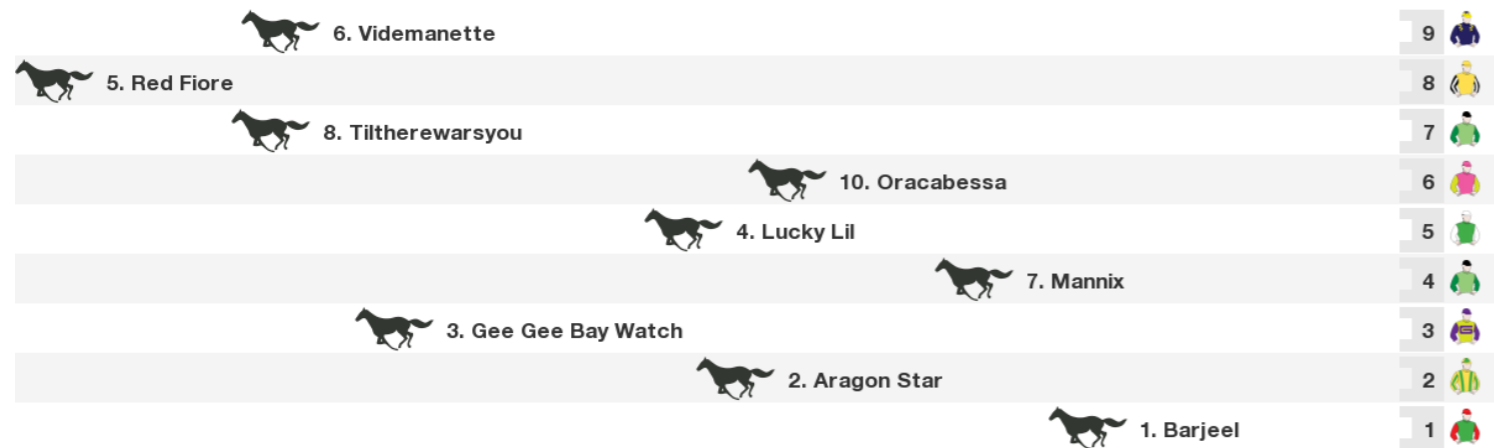 6. Videmanette 9
5. Red Fiore 8
8. Tiltherewarsyou 7
10. Oracabessa 6
4. Lucky Lil 5
7. Mannix 4
3. Gee Gee Bay Watch 3
2. Aragon Star 2
1. Barjeel 1